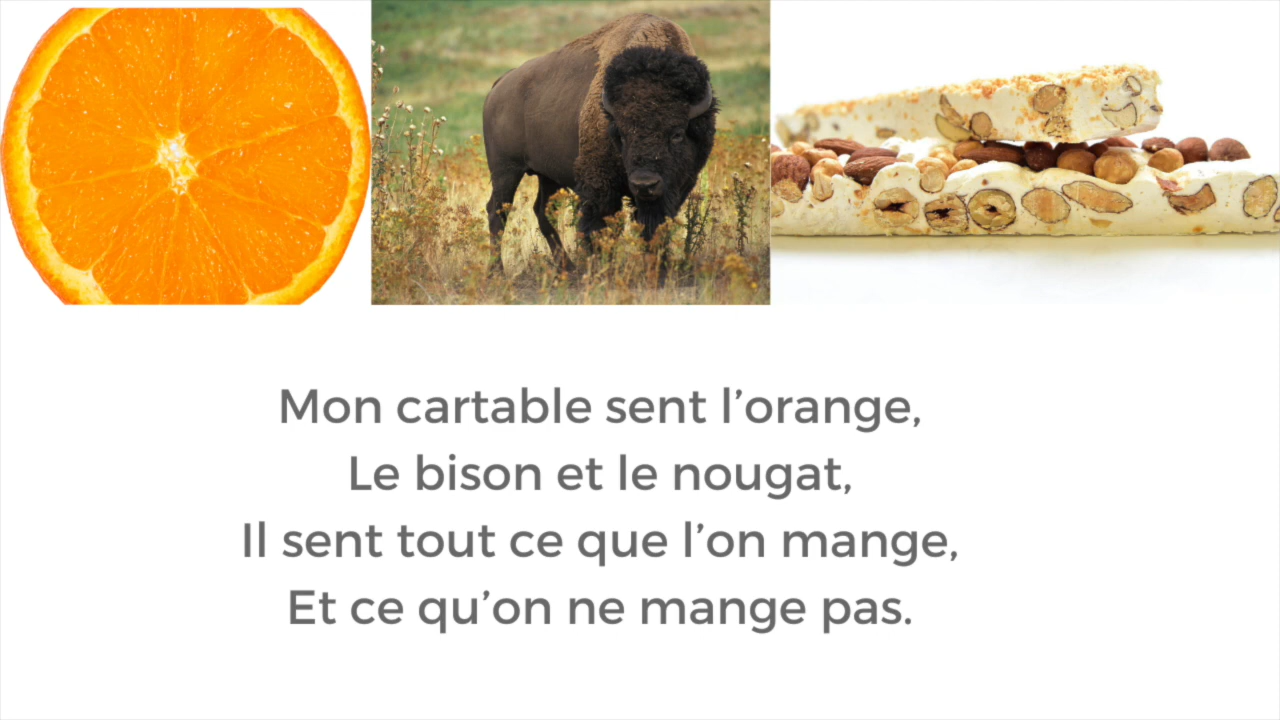 Mon cartable sent l’orange,
Le bison et le nougat,
Il sent tout ce que l’on mange,
Et ce qu’on ne mange pas.